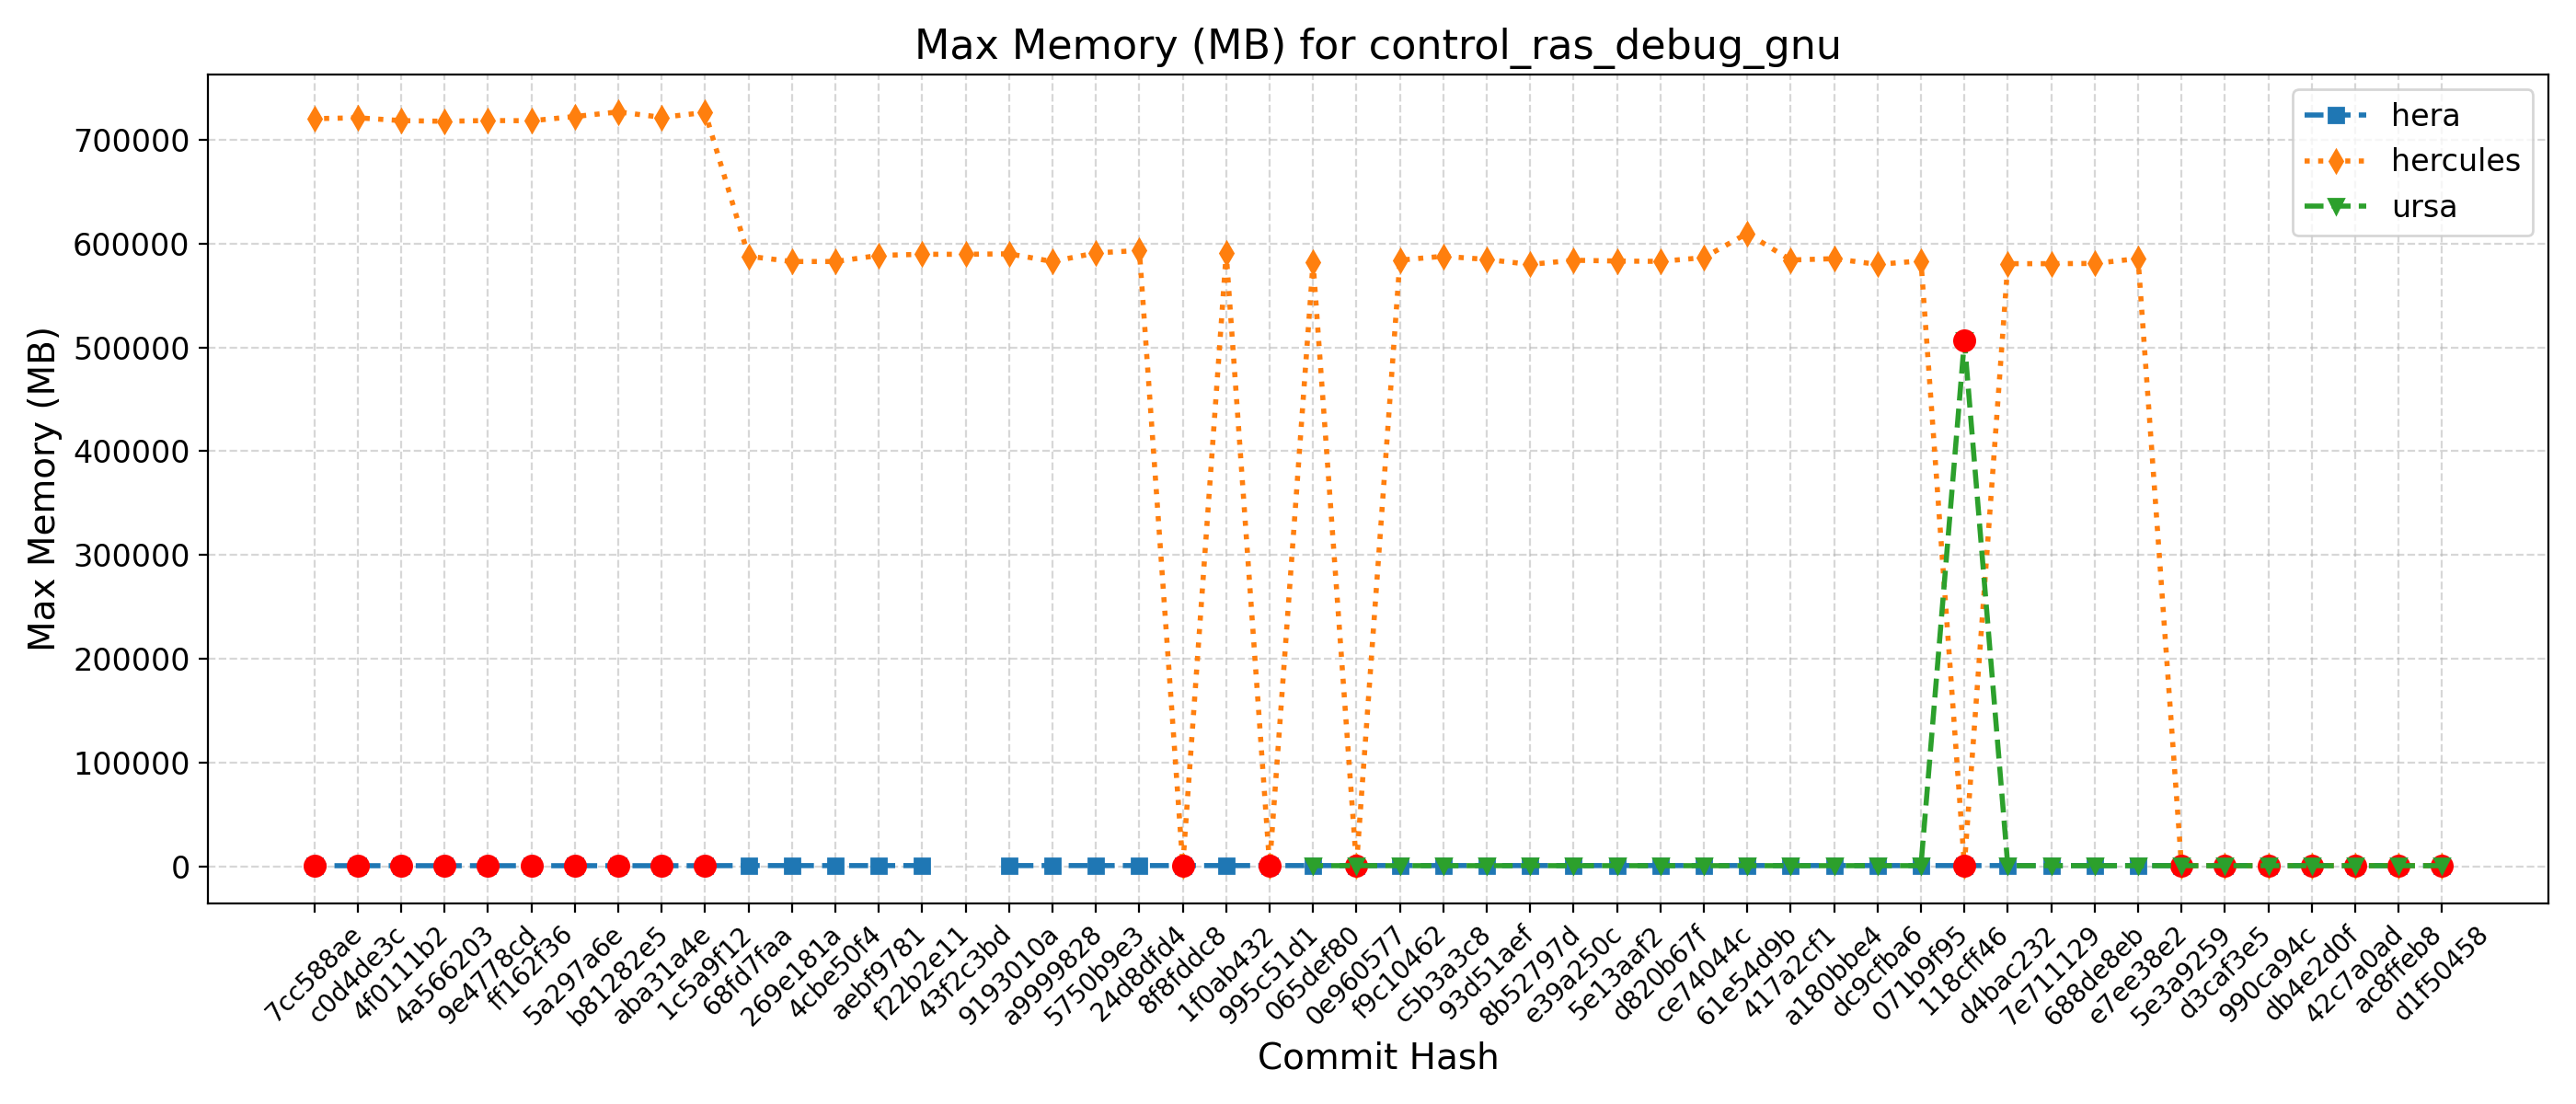 Max Memory (MB) for control_ras_debug_gnu
hera
hercules
ursa
Max Memory (MB)
700000
600000
500000
400000
300000
200000
100000
0
7cc588ae
c0d4de3c
4f0111b2
4a566203
9e4778cd
ff162f36
5a297a6e
b81282e5
aba31a4e
1c5a9f12
68fd7faa
269e181a
4cbe50f4
aebf9781
f22b2e11
43f2c3bd
9193010a
a9999828
5750b9e3
24d8dfd4
8f8fddc8
1f0ab432
995c51d1
065def80
0e960577
f9c10462
c5b3a3c8
93d51aef
8b52797d
e39a250c
5e13aaf2
d820b67f
ce74044c
61e54d9b
417a2cf1
a180bbe4
dc9cfba6
071b9f95
118cff46
d4bac232
7e711129
688de8eb
e7ee38e2
5e3a9259
d3caf3e5
990ca94c
db4e2d0f
42c7a0ad
ac8ffeb8
d1f50458
Commit Hash